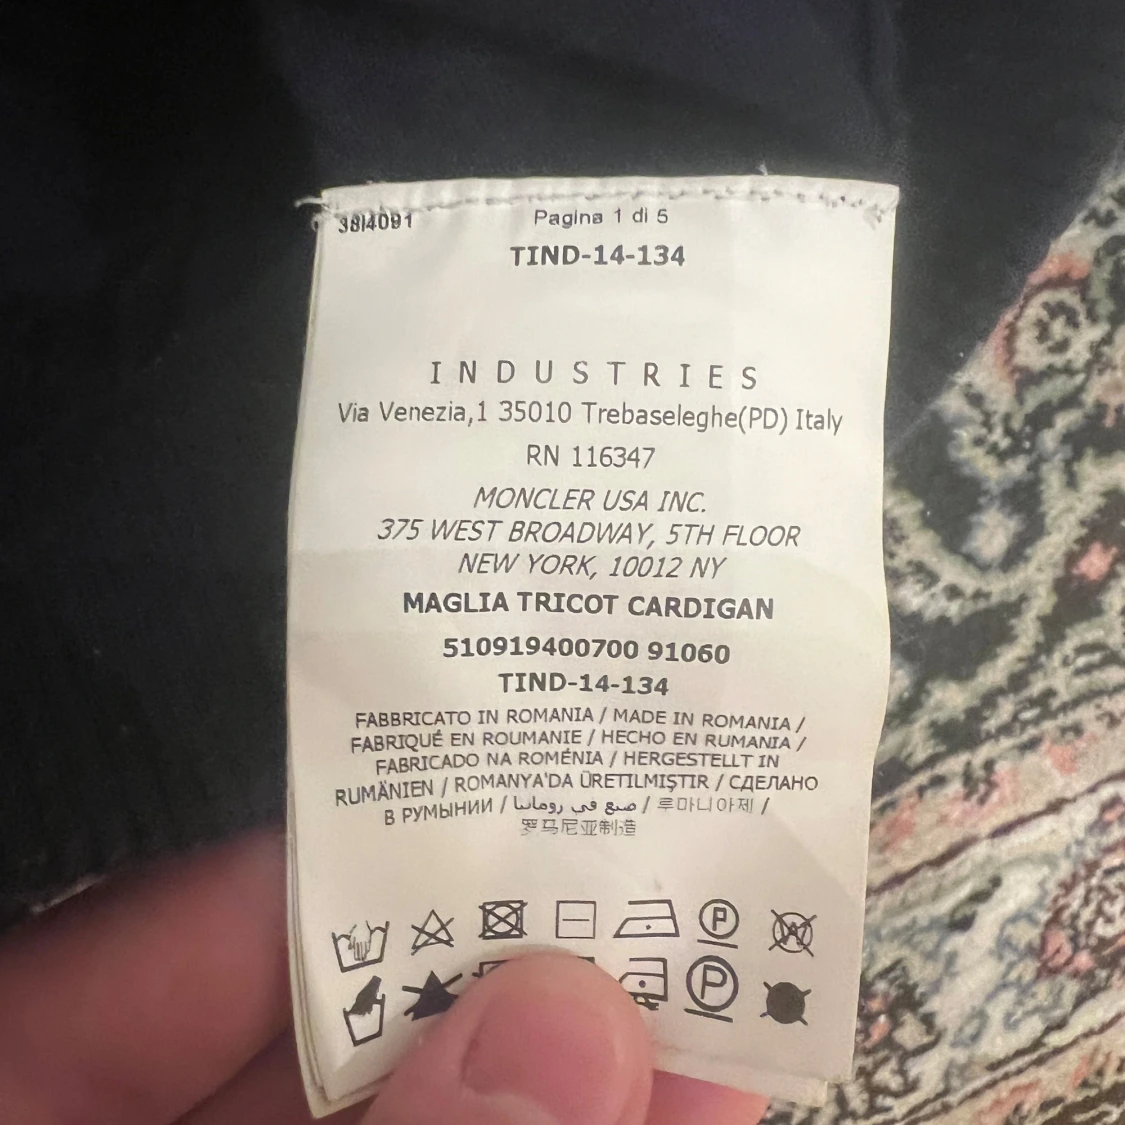 38I4091
Pagina 1 di 5
TIND-14-134
INDUSTRIES
Via Venezia,1 35010 Trebaseleghe(PD) Italy
RN 116347
MONCLER USA INC.
375 WEST BROADWAY, 5TH FLOOR
NEW YORK, 10012 NY
MAGLIA TRICOT CARDIGAN
510919400700 91060
TIND-14-134
FABBRICATO IN ROMANIA / MADE IN ROMANIA /
FABRIQUÉ EN ROUMANIE / HECHO EN RUMANIA /
FABRICADO NA ROMÉNIA / HERGESTELLT IN
RUMÄNIEN / ROMANYA'DA ÜRETILMIŞTIR / СДЕЛАНО
В РУМЫНИИ / صنع في رومانيا / 루마니아제 /
罗马尼亚制造
P W
P